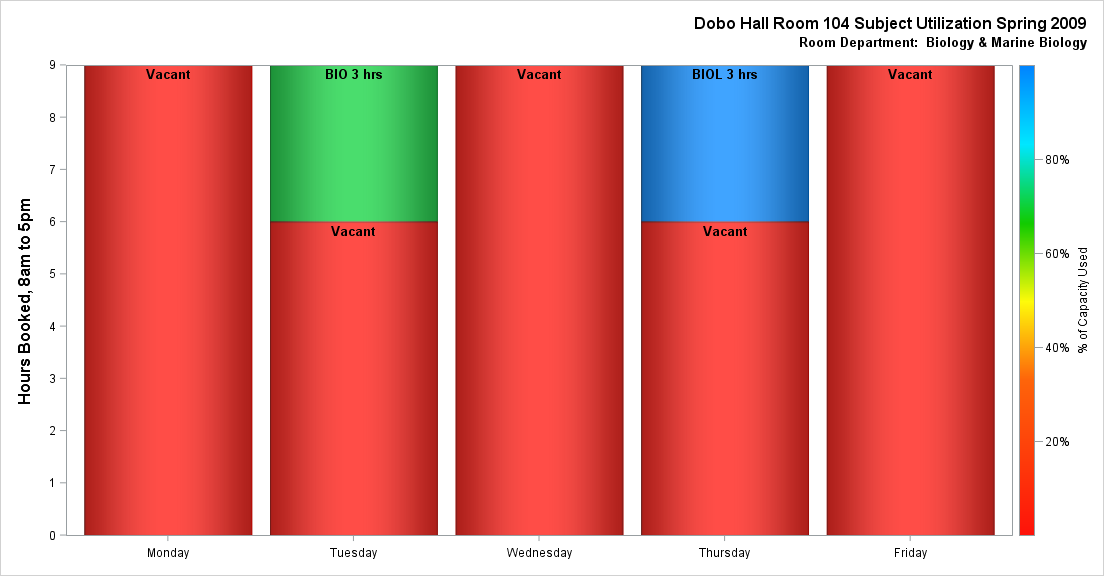 Dobo Hall Room 104 Subject Utilization Spring 2009
Room Department:  Biology & Marine Biology
Hours Booked, 8am to 5pm
9
8
7
6
5
4
3
2
1
0
Vacant
BIO 3 hrs
Vacant
BIOL 3 hrs
Vacant
Vacant
Vacant
Monday
Tuesday
Wednesday
Thursday
Friday
80%
60%
40%
20%
% of Capacity Used